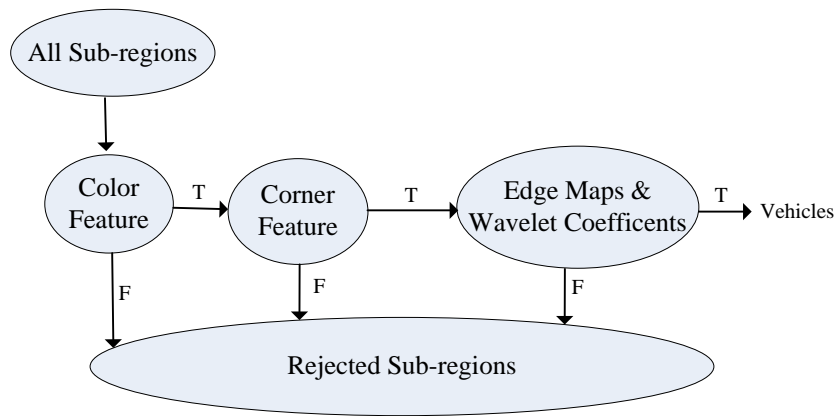 All Sub-regions
Color
Feature
T
Corner
Feature
T
Edge Maps &
Wavelet Coefficents
T
Vehicles
F
F
F
Rejected Sub-regions